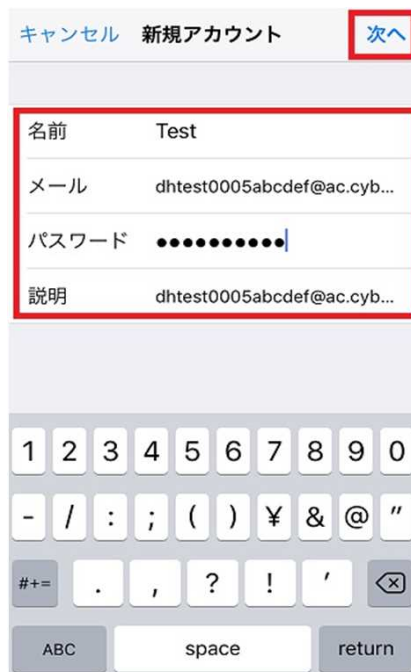 キャンセル 新規アカウント 次へ
名前 Test
メール dhtest0005abcdef@ac.cyb...
パスワード ●●●●●●●●●●
説明 dhtest0005abcdef@ac.cyb...
1 2 3 4 5 6 7 8 9 0
- / : ; ( ) ¥ & @ "
#+= . , ? ! '
ABC space return